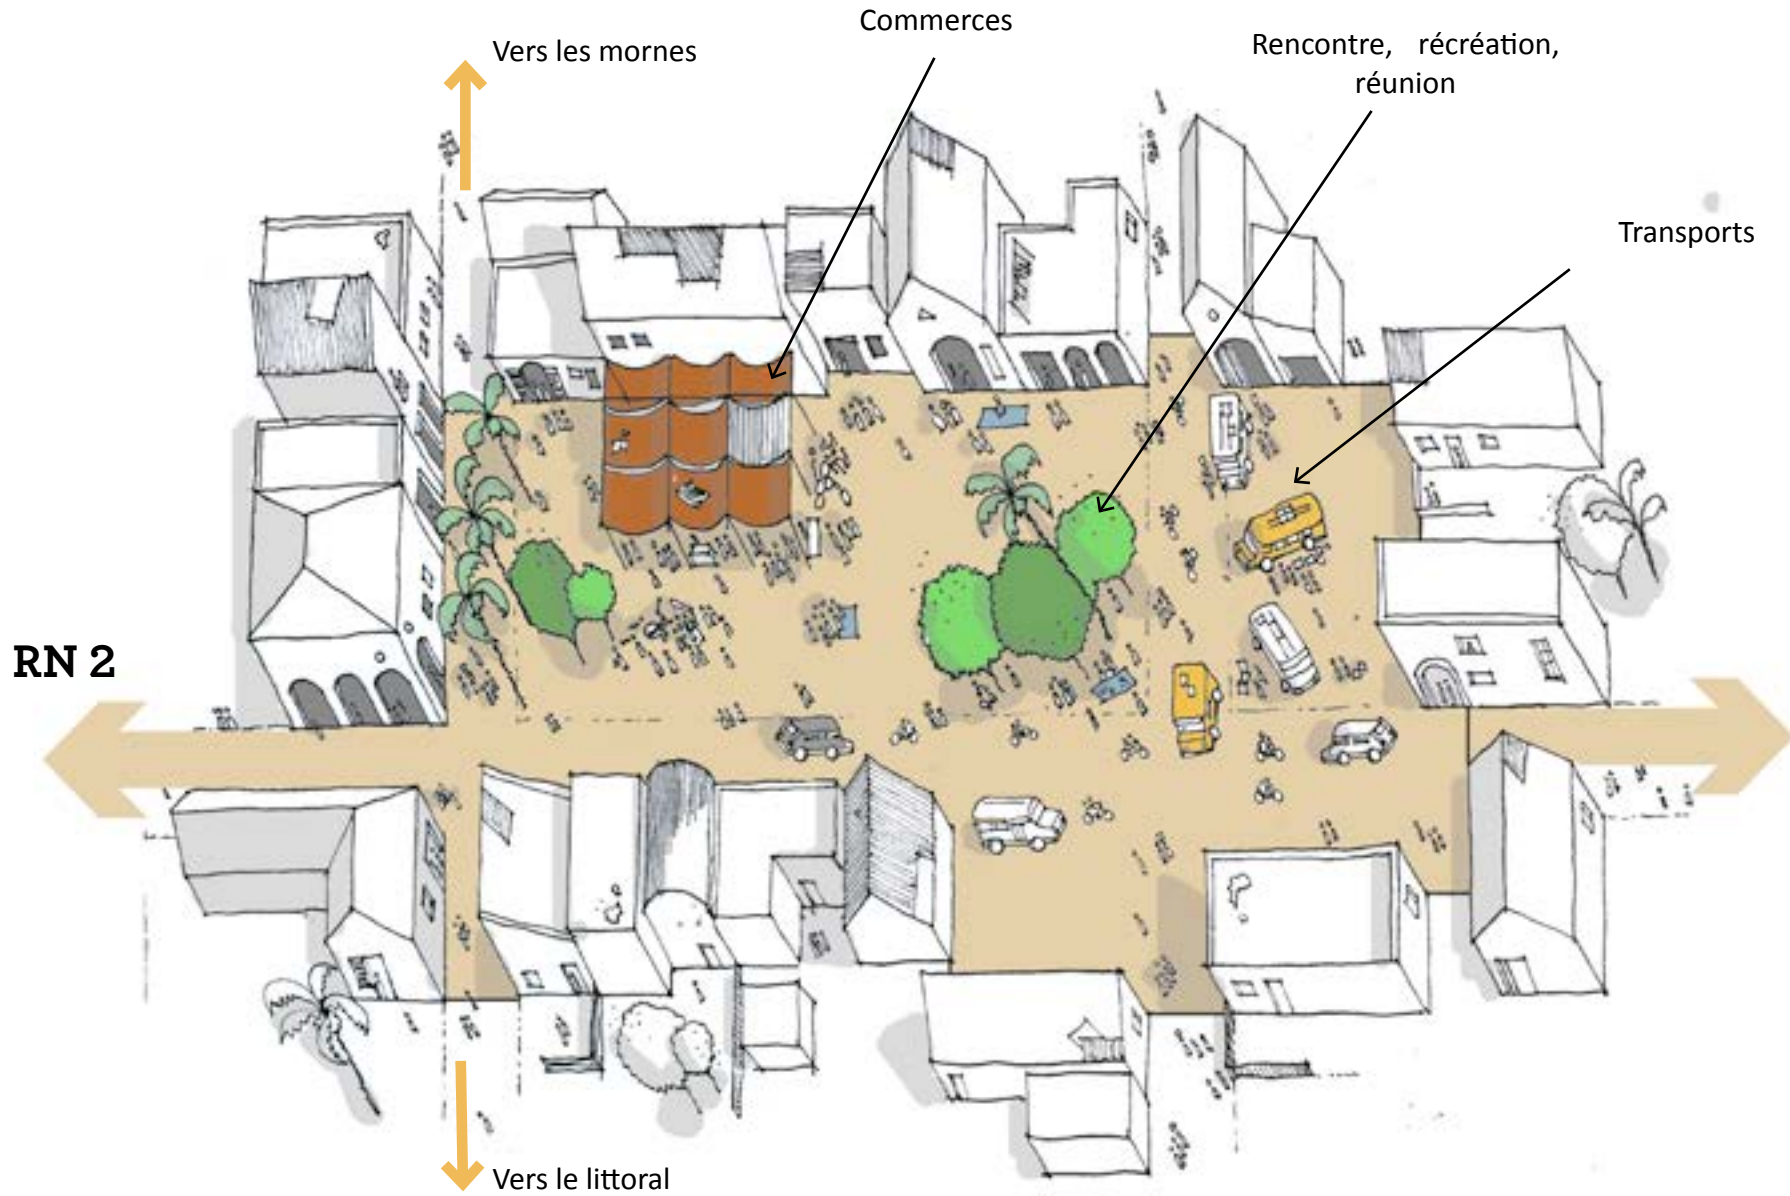 Commerces
Vers les mornes
Rencontre, récréation,
réunion
Transports
RN 2
Vers le littoral